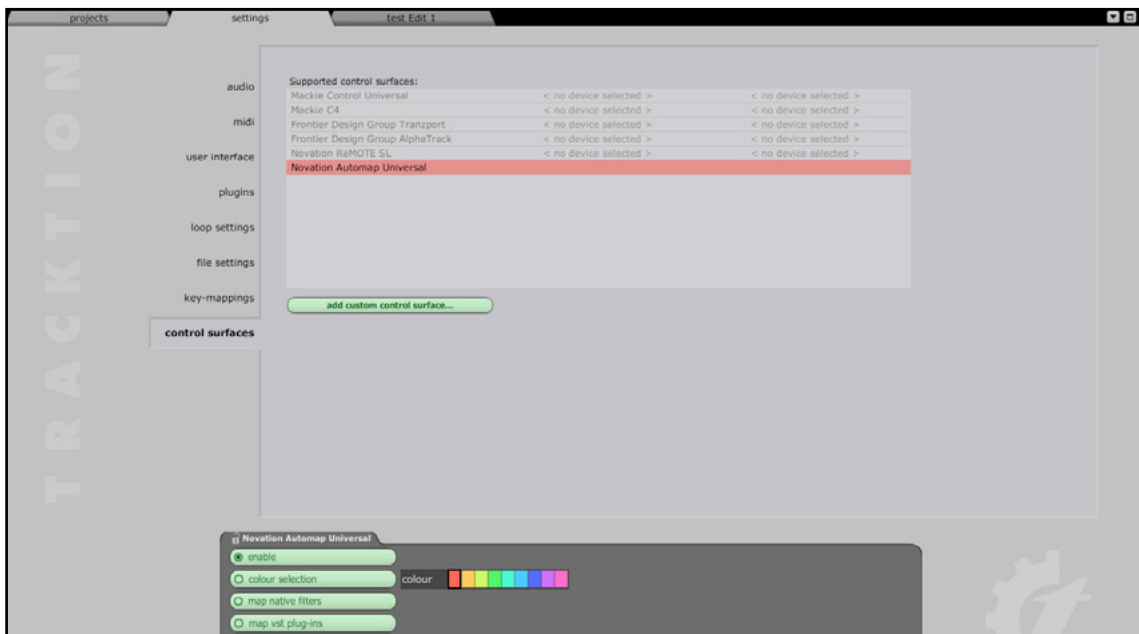 projects settings test Edit 1
TRACKTION
audio
midi
user interface
plugins
loop settings
file settings
key-mappings
control surfaces
Supported control surfaces:
Mackie Control Universal < no device selected > < no device selected >
Mackie C4 < no device selected > < no device selected >
Frontier Design Group Tranzport < no device selected > < no device selected >
Frontier Design Group AlphaTrack < no device selected > < no device selected >
Novation ReMOTE SL < no device selected > < no device selected >
Novation Automap Universal
add custom control surface...
Novation Automap Universal
enable
colour selection colour
map native filters
map vst plug-ins